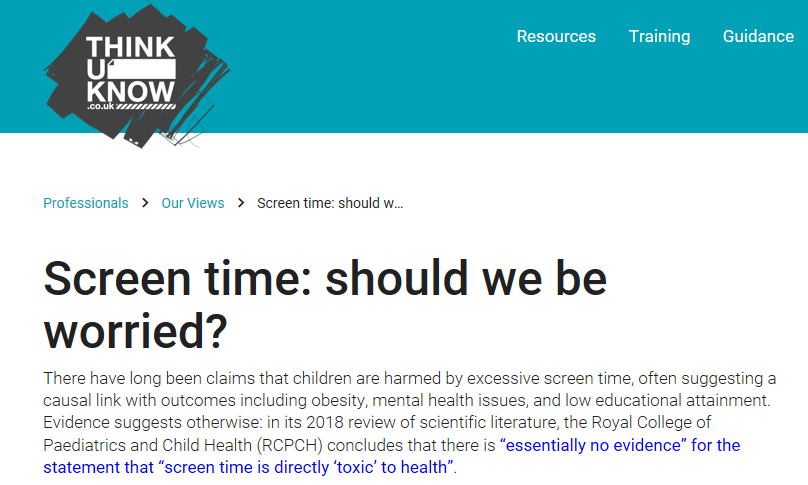 THINK
U
KNOW
.co.uk
Resources Training Guidance
Professionals > Our Views > Screen time: should w...
Screen time: should we be
worried?
There have long been claims that children are harmed by excessive screen time, often suggesting a
causal link with outcomes including obesity, mental health issues, and low educational attainment.
Evidence suggests otherwise: in its 2018 review of scientific literature, the Royal College of
Paediatrics and Child Health (RCPCH) concludes that there is “essentially no evidence” for the
statement that “screen time is directly ‘toxic’ to health”.